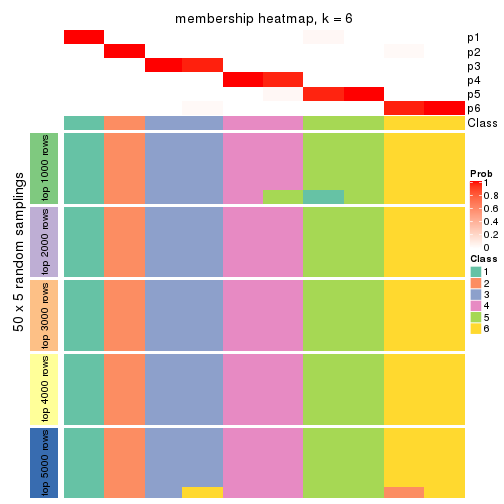 membership heatmap, k = 6
p1
p2
p3
p4
p5
p6
Class
50 x 5 random samplings
top 1000 rows
top 2000 rows
top 3000 rows
top 4000 rows
top 5000 rows
Prob
1
0.8
0.6
0.4
0.2
0
Class
1
2
3
4
5
6